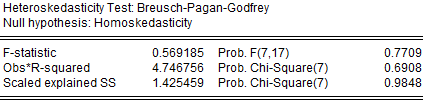 Heteroskedasticity Test: Breusch-Pagan-Godfrey
Null hypothesis: Homoskedasticity
F-statistic 0.569185 Prob. F(7,17) 0.7709
Obs*R-squared 4.746756 Prob. Chi-Square(7) 0.6908
Scaled explained SS 1.425459 Prob. Chi-Square(7) 0.9848